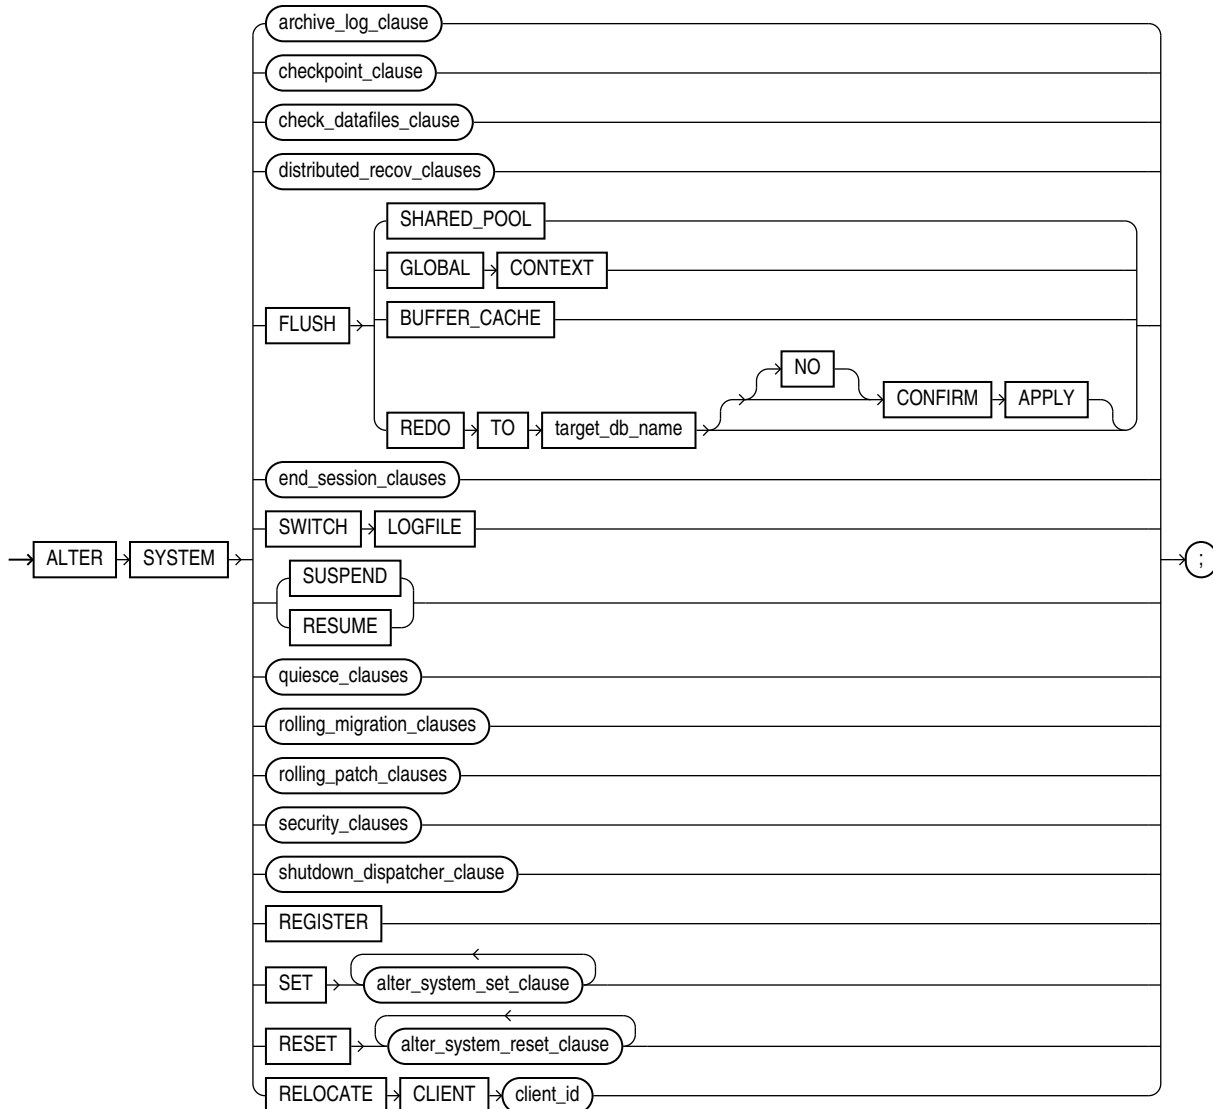 archive_log_clause
checkpoint_clause
check_datafiles_clause
distributed_recov_clauses
SHARED_POOL
GLOBAL CONTEXT
FLUSH BUFFER_CACHE
NO
CONFIRM APPLY
REDO TO target_db_name
end_session_clauses
SWITCH LOGFILE
ALTER SYSTEM ;
SUSPEND
RESUME
quiesce_clauses
rolling_migration_clauses
rolling_patch_clauses
security_clauses
shutdown_dispatcher_clause
REGISTER
SET alter_system_set_clause
RESET alter_system_reset_clause
RELOCATE CLIENT client_id